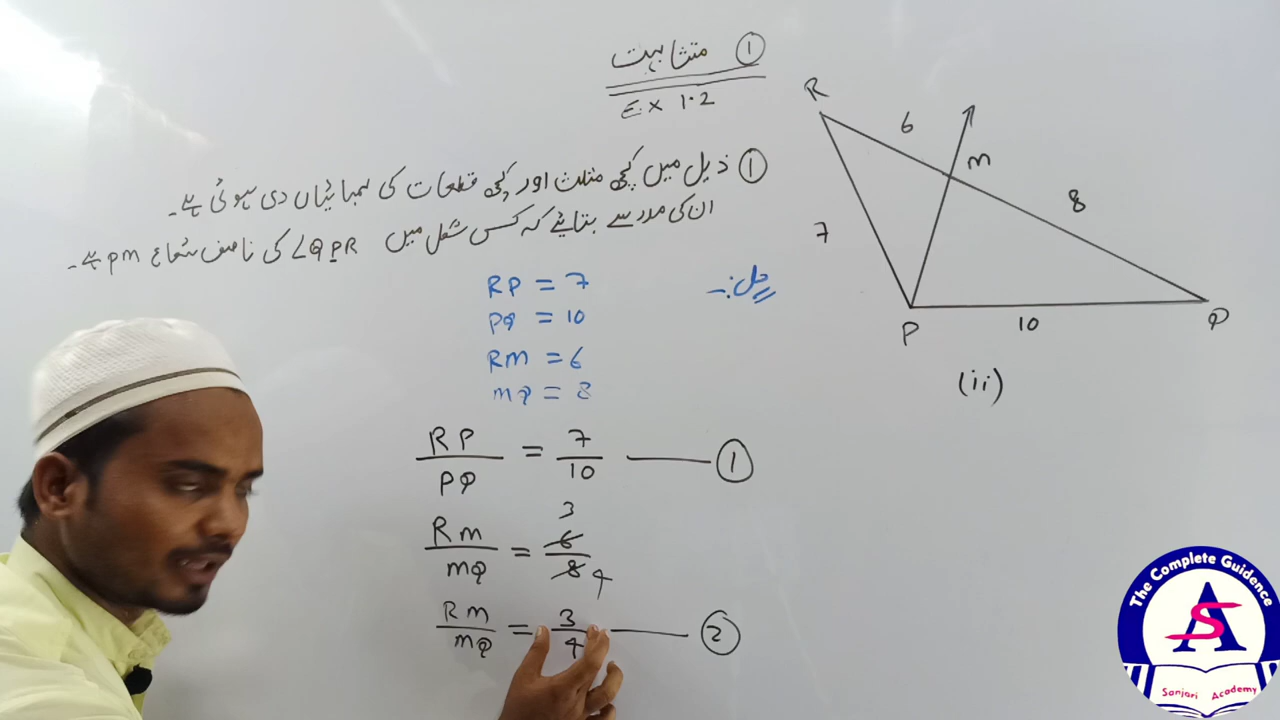 ① متشابہت
Ex 1.2
① ذیل میں کچھ مثلث اور کچھ قطعات کی لمبائیاں دی ہوئی ہے۔
ان کی مدد سے بتایئے کہ کس شکل میں ∠QPR کی ناصف شعاع PM ہے۔
حل :-
RP = 7
PQ = 10
RM = 6
MQ = 8
RP/PQ = 7/10 ——— ①
RM/MQ = 6/8 3 4
RM/MQ = 3/4 ——— ②
R
6
M
8
7
P
10
Q
(ii)
The Complete Guidence
AS
Sanjari Academy